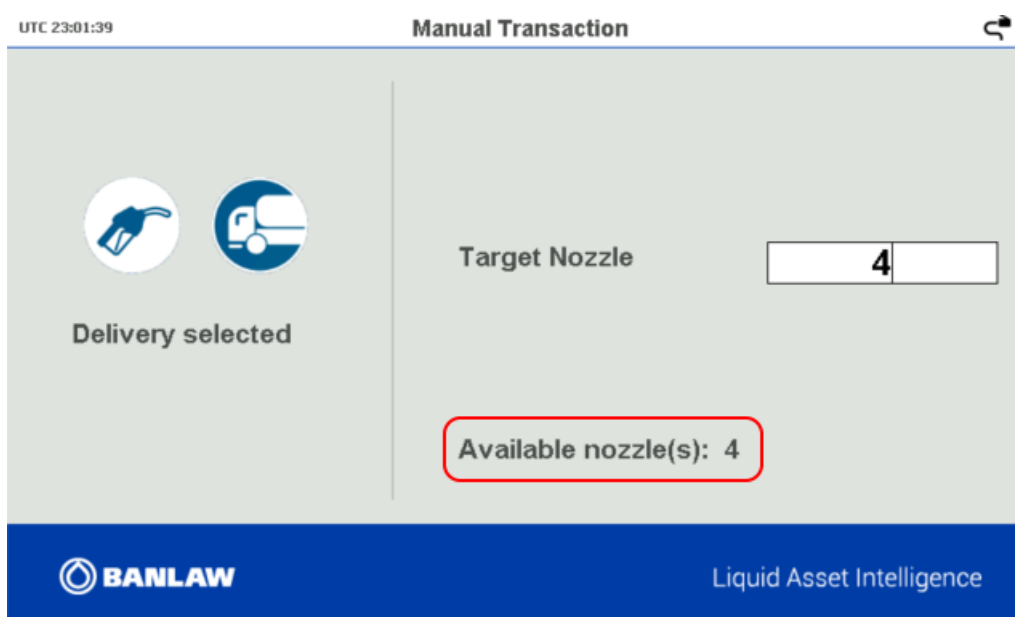 UTC 23:01:39
Manual Transaction
Target Nozzle
4
Delivery selected
Available nozzle(s): 4
BANLAW
Liquid Asset Intelligence